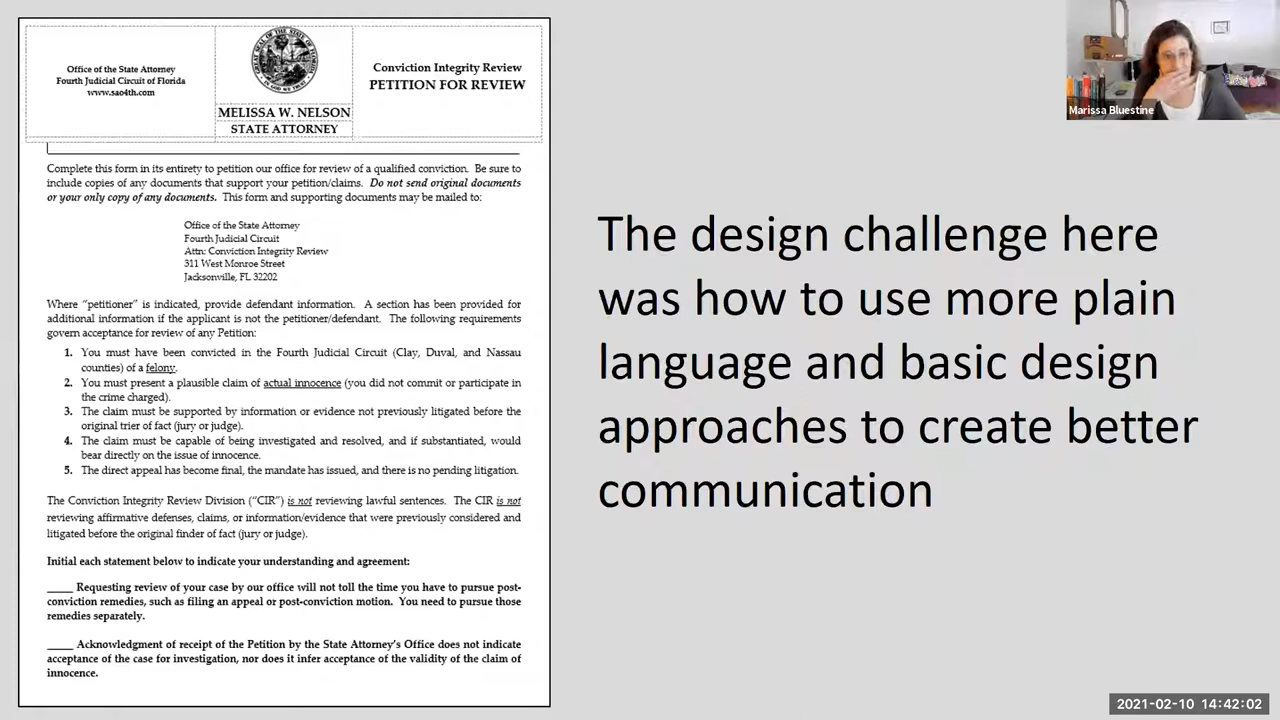 Office of the State Attorney
Fourth Judicial Circuit of Florida
www.sao4th.com
MELISSA W. NELSON
STATE ATTORNEY
Conviction Integrity Review
PETITION FOR REVIEW
Complete this form in its entirety to petition our office for review of a qualified conviction. Be sure to
include copies of any documents that support your petition/claims. Do not send original documents
or your only copy of any documents. This form and supporting documents may be mailed to:
Office of the State Attorney
Fourth Judicial Circuit
Attn: Conviction Integrity Review
311 West Monroe Street
Jacksonville, FL 32202
Where “petitioner” is indicated, provide defendant information. A section has been provided for
additional information if the applicant is not the petitioner/defendant. The following requirements
govern acceptance for review of any Petition:
1. You must have been convicted in the Fourth Judicial Circuit (Clay, Duval, and Nassau
counties) of a felony.
2. You must present a plausible claim of actual innocence (you did not commit or participate in
the crime charged).
3. The claim must be supported by information or evidence not previously litigated before the
original trier of fact (jury or judge).
4. The claim must be capable of being investigated and resolved, and if substantiated, would
bear directly on the issue of innocence.
5. The direct appeal has become final, the mandate has issued, and there is no pending litigation.
The Conviction Integrity Review Division (“CIR”) is not reviewing lawful sentences. The CIR is not
reviewing affirmative defenses, claims, or information/evidence that were previously considered and
litigated before the original finder of fact (jury or judge).
Initial each statement below to indicate your understanding and agreement:
____ Requesting review of your case by our office will not toll the time you have to pursue post-
conviction remedies, such as filing an appeal or post-conviction motion. You need to pursue those
remedies separately.
____ Acknowledgment of receipt of the Petition by the State Attorney’s Office does not indicate
acceptance of the case for investigation, nor does it infer acceptance of the validity of the claim of
innocence.
The design challenge here
was how to use more plain
language and basic design
approaches to create better
communication
Marissa Bluestine
2021-02-10 14:42:02